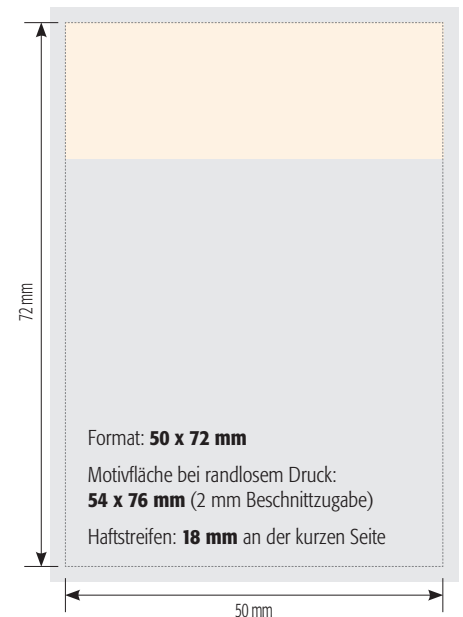 72 mm
Format: 50 x 72 mm
Motivfläche bei randlosem Druck:
54 x 76 mm (2 mm Beschnittzugabe)
Haftstreifen: 18 mm an der kurzen Seite
50 mm